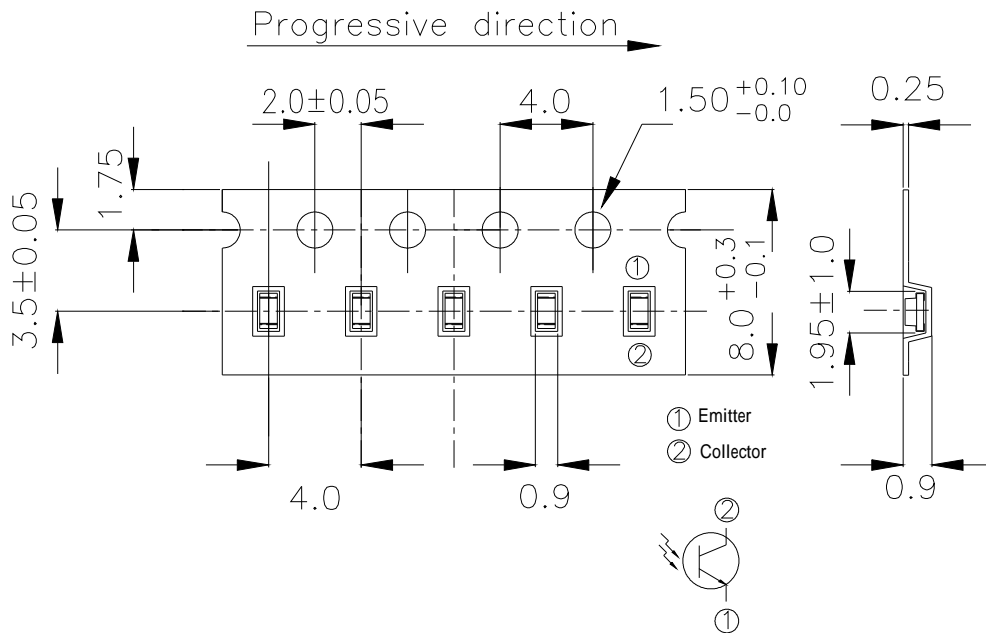 Progressive direction
2.0±0.05
4.0
1.50 +0.10 -0.0
0.25
1.75
3.5±0.05
①
②
8.0 +0.3 -0.1
1.95±1.0
① Emitter
② Collector
4.0
0.9
0.9
②
①